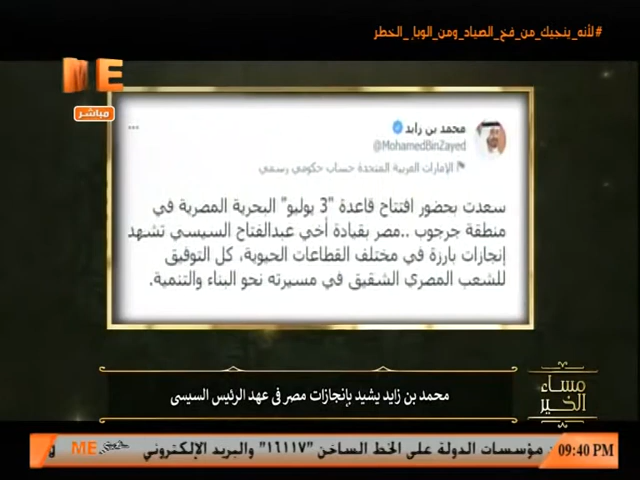 #لأنه_ينجيك_من_فخ_الصياد_ومن_الوبا_الخطر
ME
مباشر
محمد بن زايد
@MohamedBinZayed
الإمارات العربية المتحدة حساب حكومي رسمي
سعدت بحضور افتتاح قاعدة "3 يوليو" البحرية المصرية في
منطقة جرجوب ..مصر بقيادة أخي عبدالفتاح السيسي تشهد
إنجازات بارزة في مختلف القطاعات الحيوية، كل التوفيق
للشعب المصري الشقيق في مسيرته نحو البناء والتنمية.
محمد بن زايد يشيد بإنجازات مصر فى عهد الرئيس السيسى
مساء
الخير
مؤسسات الدولة على الخط الساخن "١٦١١٧" والبريد الإلكتروني
ME
09:40 PM